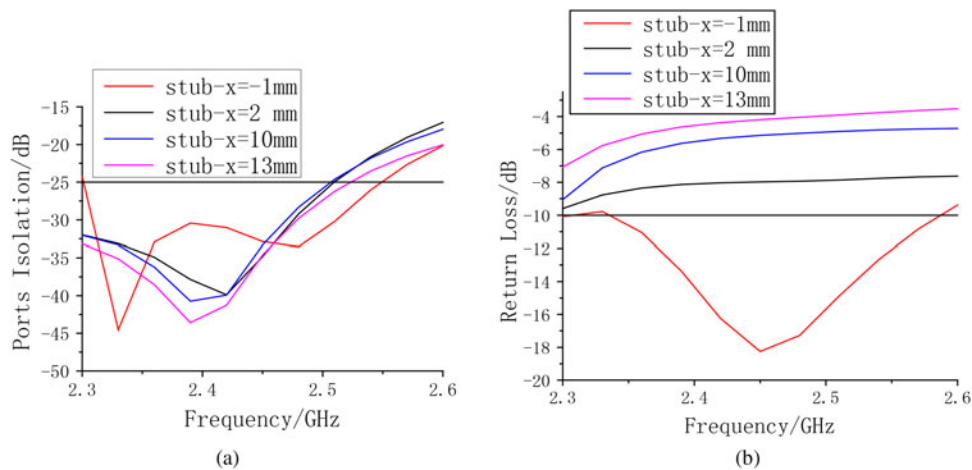 stub-x=-1mm
stub-x=2 mm
stub-x=10mm
stub-x=13mm
-15
-20
-25
-30
-35
-40
-45
-50
Ports Isolation/dB
2.3 2.4 2.5 2.6
Frequency/GHz
(a)
stub-x=-1mm
stub-x=2 mm
stub-x=10mm
stub-x=13mm
-4
-6
-8
-10
-12
-14
-16
-18
-20
Return Loss/dB
2.3 2.4 2.5 2.6
Frequency/GHz
(b)